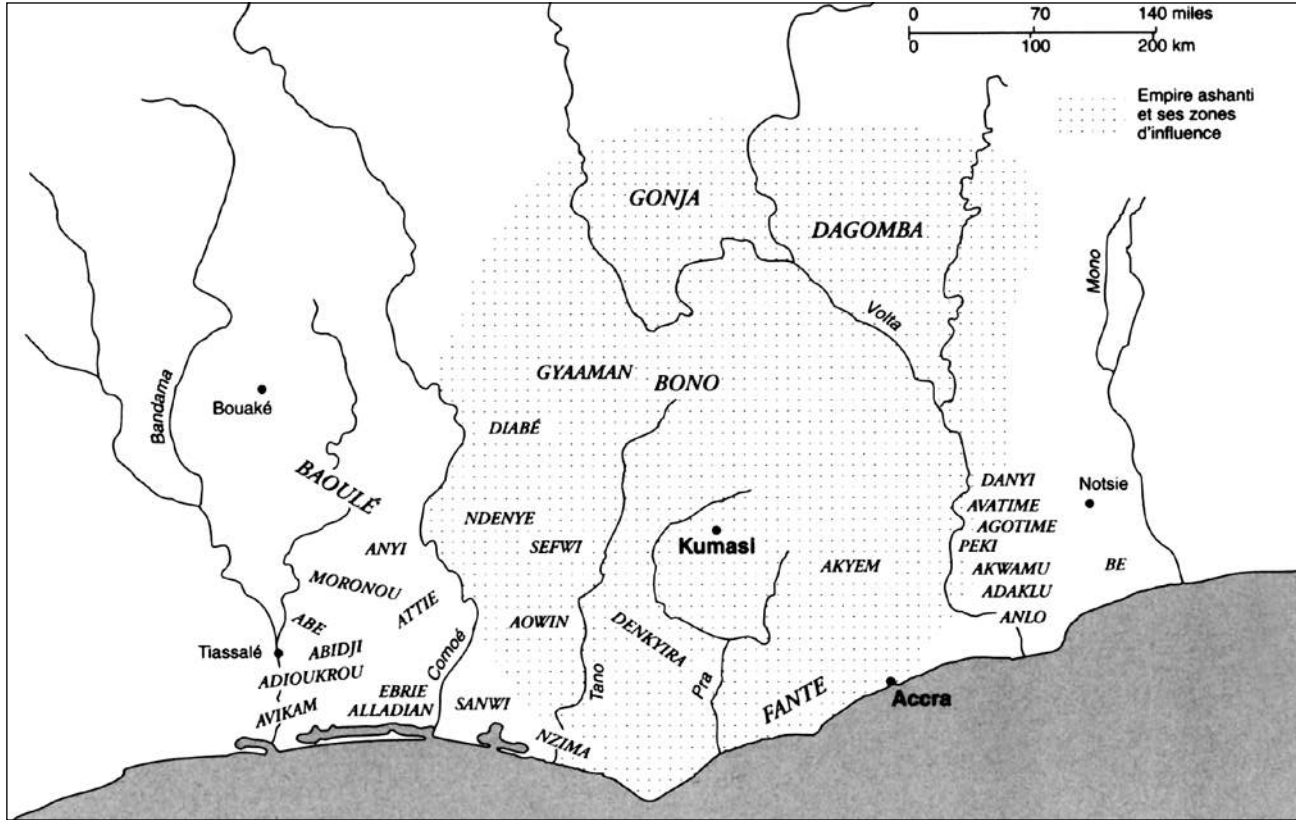 0 70 140 miles
0 100 200 km
Empire ashanti
et ses zones
d'influence
GONJA
DAGOMBA
Mono
Volta
GYAAMAN
BONO
Bandama
Bouaké
DIABÉ
BAOULÉ
DANYI
Notsie
AVATIME
NDENYE
AGOTIME
Kumasi
ANYI
SEFWI
PEKI
AKYEM
AKWAMU
BE
MORONOU
ADAKLU
ATTIE
ANLO
ABE
AOWIN
DENKYIRA
Tiassalé
ABIDJI
Comoé
ADIOUKROU
Tano
Pra
EBRIE
FANTE
Accra
ALLADIAN
SANWI
AVIKAM
NZIMA